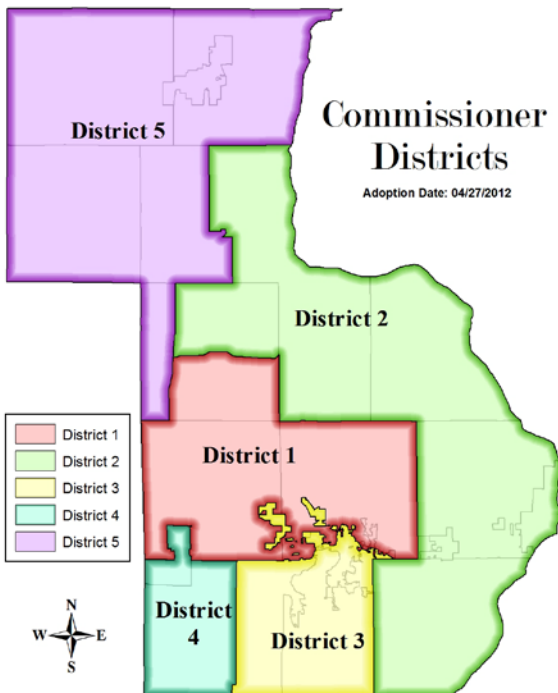 Commissioner
Districts
Adoption Date: 04/27/2012
District 5
District 2
District 1
District
4
District 3
District 1
District 2
District 3
District 4
District 5
N
W E
S